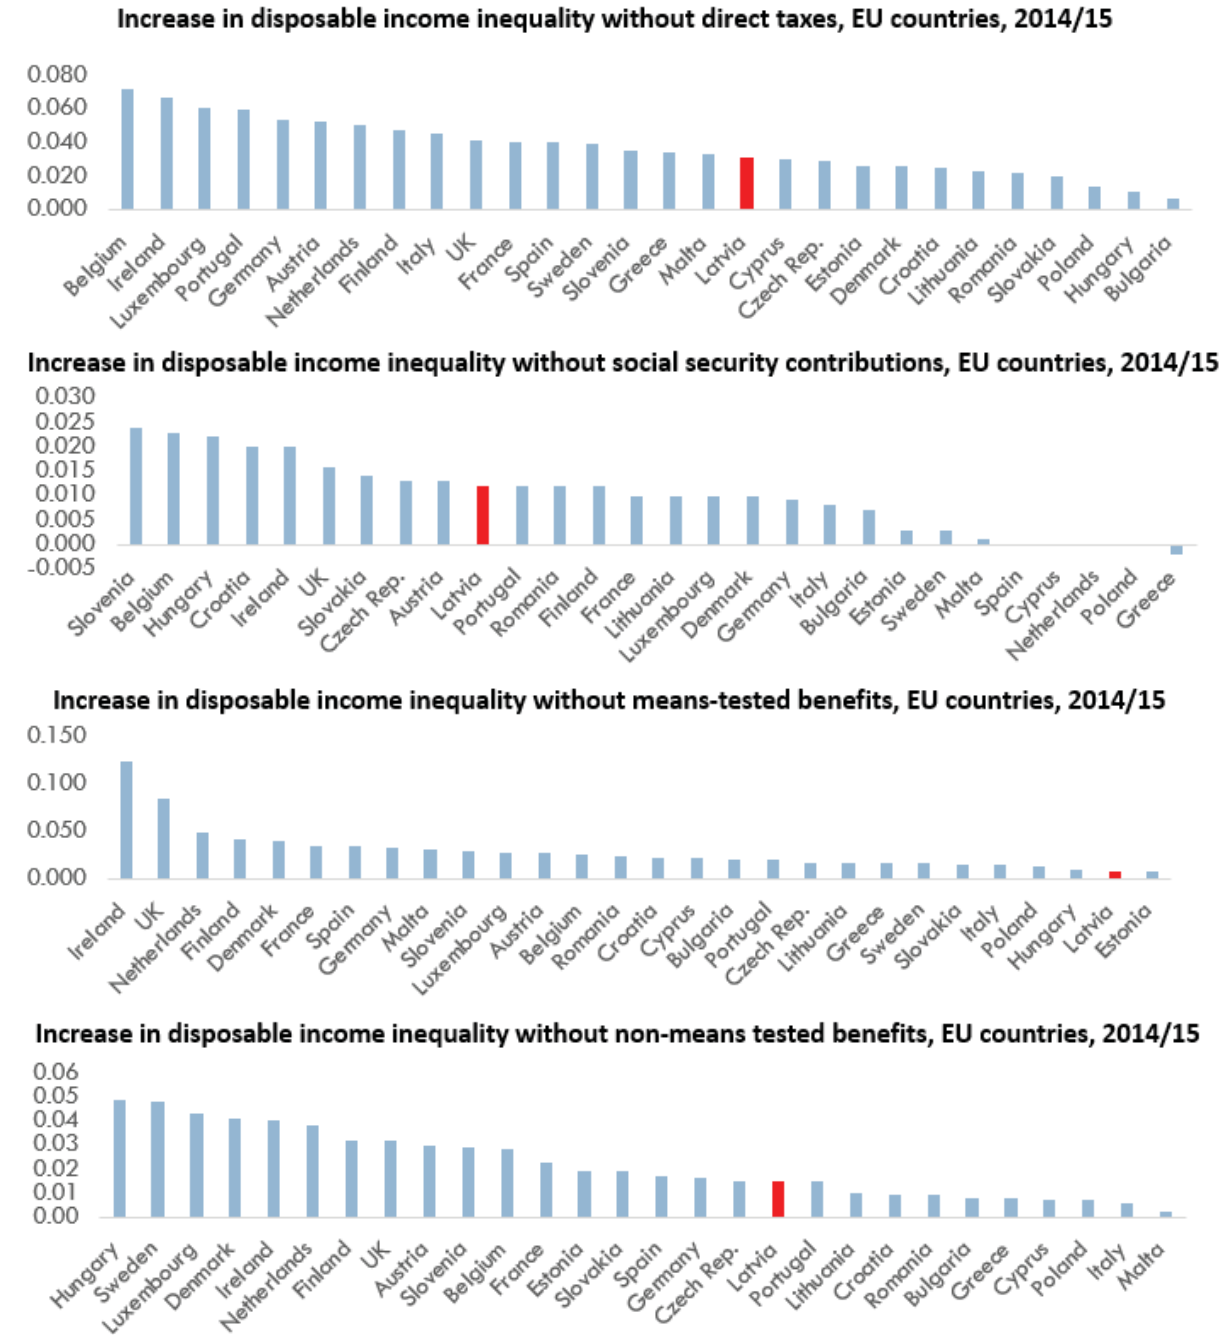 Increase in disposable income inequality without direct taxes, EU countries, 2014/15
0.080
0.060
0.040
0.020
0.000
Belgium
Ireland
Luxembourg
Portugal
Germany
Austria
Netherlands
Finland
Italy
UK
France
Spain
Sweden
Slovenia
Greece
Malta
Latvia
Cyprus
Czech Rep.
Estonia
Denmark
Croatia
Lithuania
Romania
Slovakia
Poland
Hungary
Bulgaria
Increase in disposable income inequality without social security contributions, EU countries, 2014/15
0.030
0.025
0.020
0.015
0.010
0.005
0.000
-0.005
Slovenia
Belgium
Hungary
Croatia
Ireland
UK
Slovakia
Czech Rep.
Austria
Latvia
Portugal
Romania
Finland
France
Lithuania
Luxembourg
Denmark
Germany
Italy
Bulgaria
Estonia
Sweden
Malta
Spain
Cyprus
Netherlands
Poland
Greece
Increase in disposable income inequality without means-tested benefits, EU countries, 2014/15
0.150
0.100
0.050
0.000
Ireland
UK
Netherlands
Finland
Denmark
France
Spain
Germany
Malta
Slovenia
Luxembourg
Austria
Belgium
Romania
Croatia
Cyprus
Bulgaria
Portugal
Czech Rep.
Lithuania
Greece
Sweden
Slovakia
Italy
Poland
Hungary
Latvia
Estonia
Increase in disposable income inequality without non-means tested benefits, EU countries, 2014/15
0.06
0.05
0.04
0.03
0.02
0.01
0.00
Hungary
Sweden
Luxembourg
Denmark
Ireland
Netherlands
Finland
UK
Austria
Slovenia
Belgium
France
Estonia
Slovakia
Spain
Germany
Czech Rep.
Latvia
Portugal
Lithuania
Croatia
Romania
Bulgaria
Greece
Cyprus
Poland
Italy
Malta